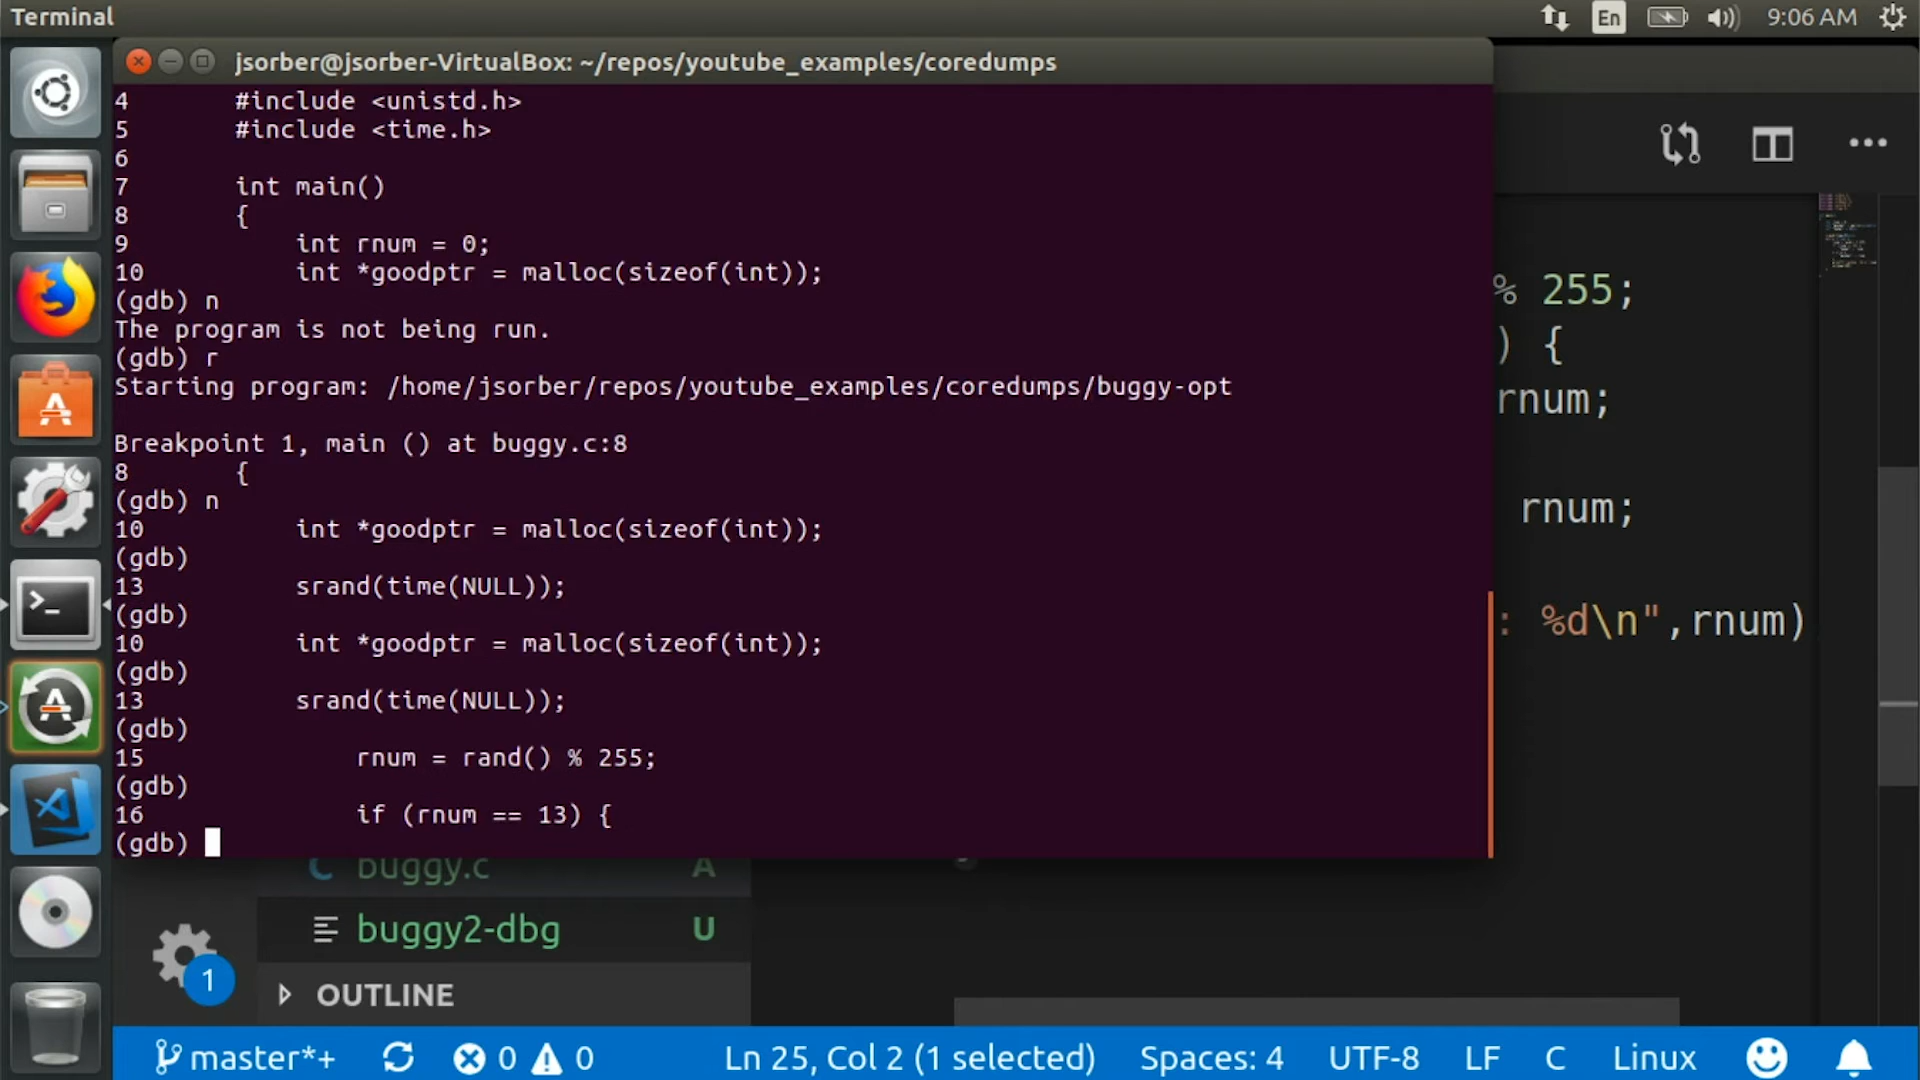 Terminal
En
9:06 AM
jsorber@jsorber-VirtualBox: ~/repos/youtube_examples/coredumps
4 #include <unistd.h>
5 #include <time.h>
6
7 int main()
8 {
9 int rnum = 0;
10 int *goodptr = malloc(sizeof(int));
(gdb) n
The program is not being run.
(gdb) r
Starting program: /home/jsorber/repos/youtube_examples/coredumps/buggy-opt
Breakpoint 1, main () at buggy.c:8
8 {
(gdb) n
10 int *goodptr = malloc(sizeof(int));
(gdb)
13 srand(time(NULL));
(gdb)
10 int *goodptr = malloc(sizeof(int));
(gdb)
13 srand(time(NULL));
(gdb)
15 rnum = rand() % 255;
(gdb)
16 if (rnum == 13) {
(gdb)
% 255;
) {
rnum;
rnum;
: %d\n",rnum)
C buggy.c A
buggy2-dbg U
1
OUTLINE
master*+ 0 0 Ln 25, Col 2 (1 selected) Spaces: 4 UTF-8 LF C Linux